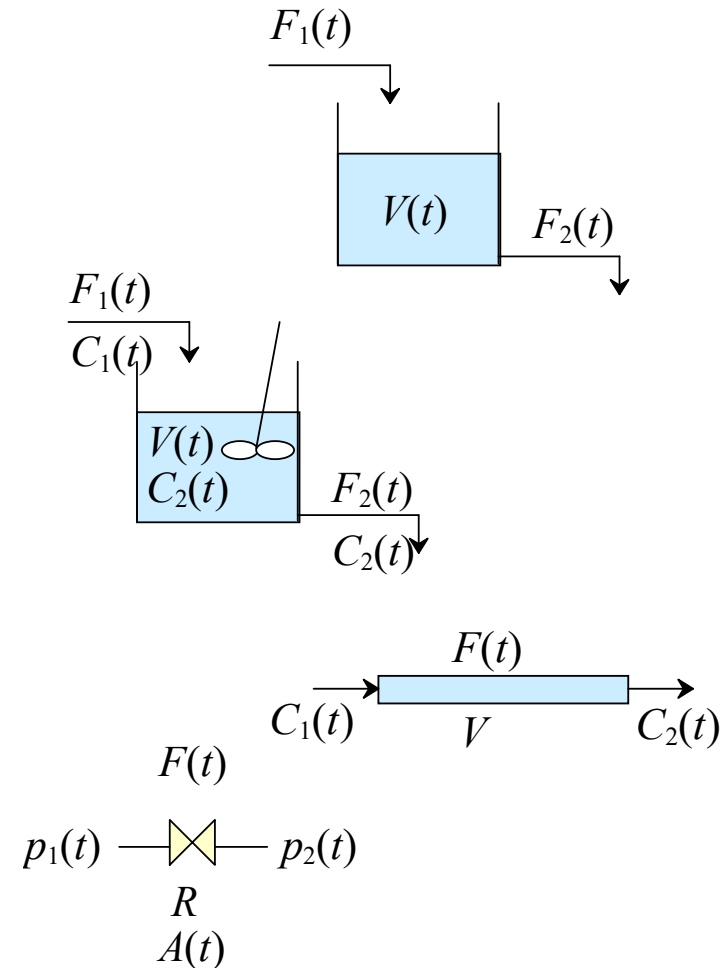 F₁(t)
V(t)
F₂(t)
F₁(t)
C₁(t)
V(t)
C₂(t)
F₂(t)
C₂(t)
F(t)
C₁(t)
V
C₂(t)
F(t)
p₁(t)
p₂(t)
R
A(t)